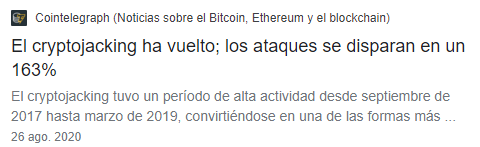 Cointelegraph (Noticias sobre el Bitcoin, Ethereum y el blockchain)
El cryptojacking ha vuelto; los ataques se disparan en un
163%
El cryptojacking tuvo un período de alta actividad desde septiembre de
2017 hasta marzo de 2019, convirtiéndose en una de las formas más ...
26 ago. 2020